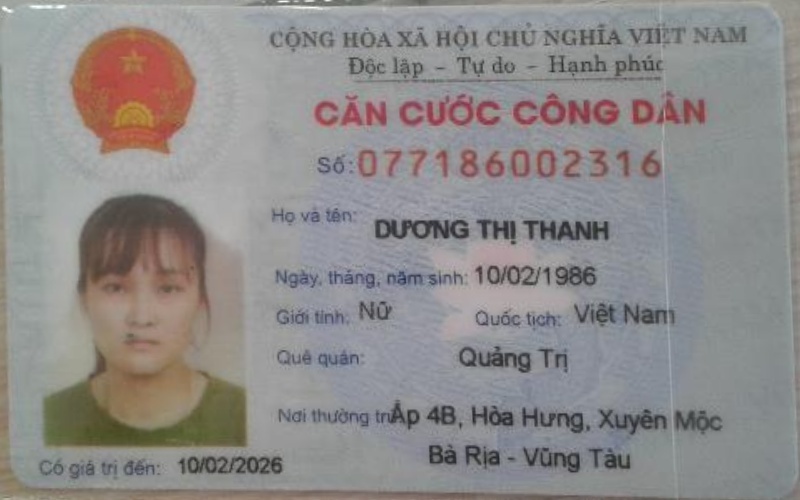 CỘNG HÒA XÃ HỘI CHỦ NGHĨA VIỆT NAM
Độc lập - Tự do - Hạnh phúc
CĂN CƯỚC CÔNG DÂN
Số: 077186002316
Họ và tên: DƯƠNG THỊ THANH
Ngày, tháng, năm sinh: 10/02/1986
Giới tính: Nữ Quốc tịch: Việt Nam
Quê quán: Quảng Trị
Nơi thường trú: Ấp 4B, Hòa Hưng, Xuyên Mộc
Bà Rịa - Vũng Tàu
Có giá trị đến: 10/02/2026